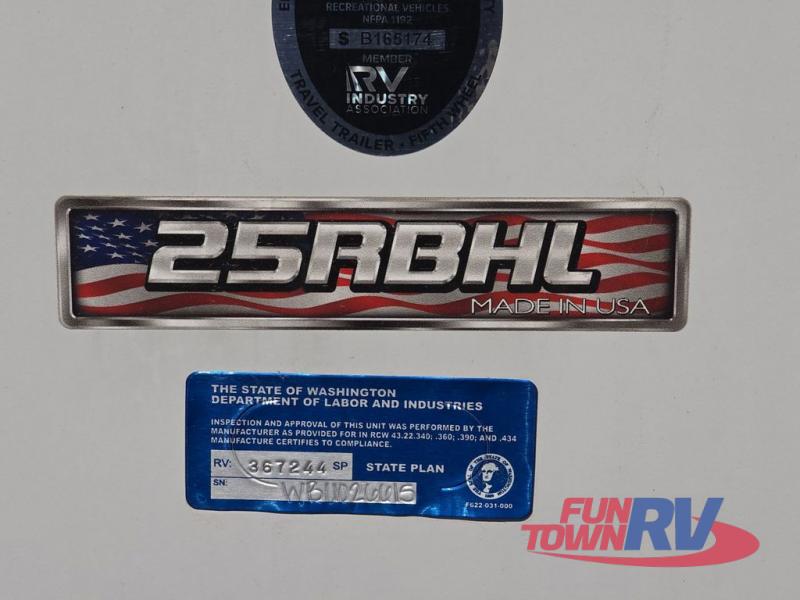 RECREATIONAL VEHICLES
NFPA 1192
S B165174
MEMBER
RV
INDUSTRY
ASSOCIATION
TRAVEL TRAILER • FIFTH WHEEL
25RBHL
MADE IN USA
THE STATE OF WASHINGTON
DEPARTMENT OF LABOR AND INDUSTRIES
INSPECTION AND APPROVAL OF THIS UNIT WAS PERFORMED BY THE
MANUFACTURER AS PROVIDED FOR IN RCW 43.22.340; .360; .390; AND .434
MANUFACTURE CERTIFIES TO COMPLIANCE.
RV: 367244 SP STATE PLAN
SN:
F622-031-000
FUN
TOWN RV